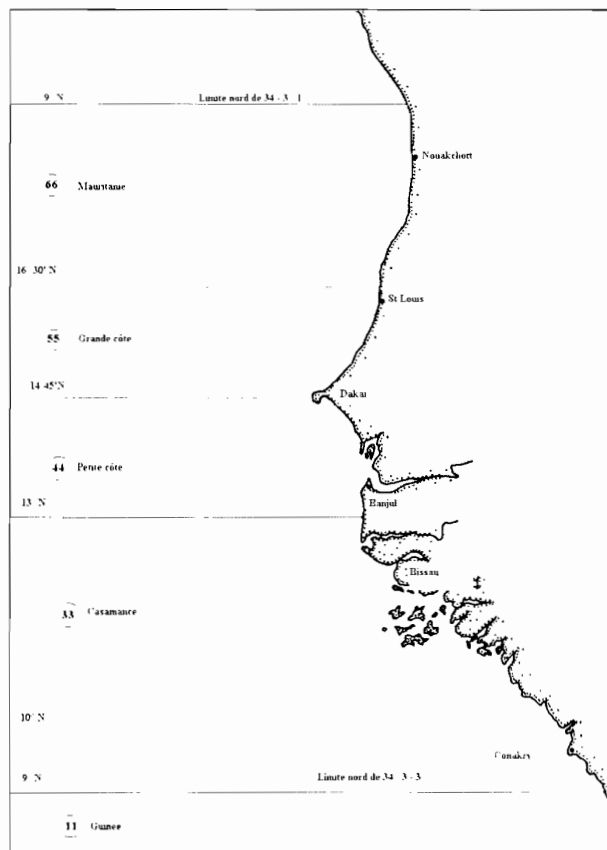 9° N Limite nord de 34 - 3 - 1
Nouakchott
66 Mauritanie
16 30' N
St Louis
55 Grande côte
14 45' N
Dakar
44 Petite côte
13 N Banjul
Bissau
33 Casamance
10° N
Conakry
9 N Limite nord de 34 3 - 3
11 Guinee